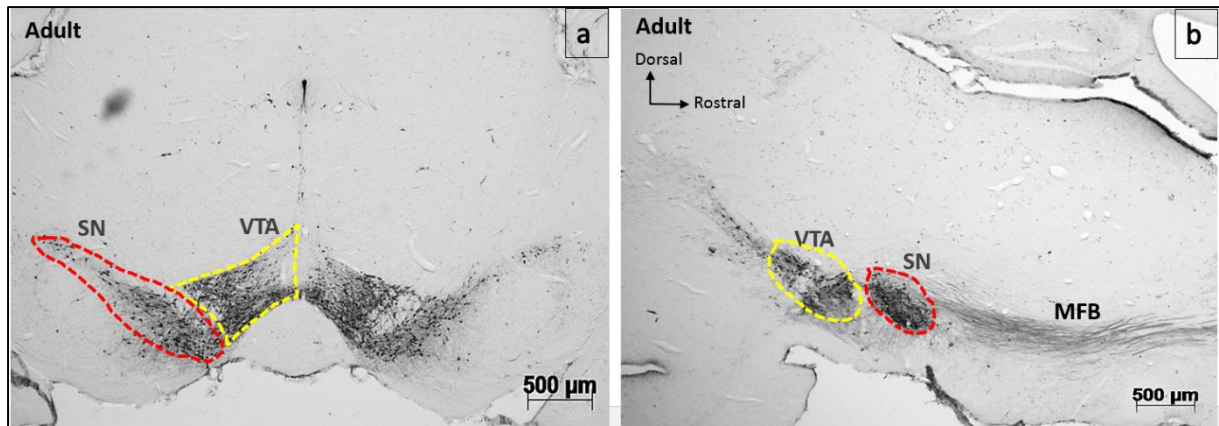 Adult
a
SN
VTA
500 µm
Adult
b
Dorsal
Rostral
VTA
SN
MFB
500 µm